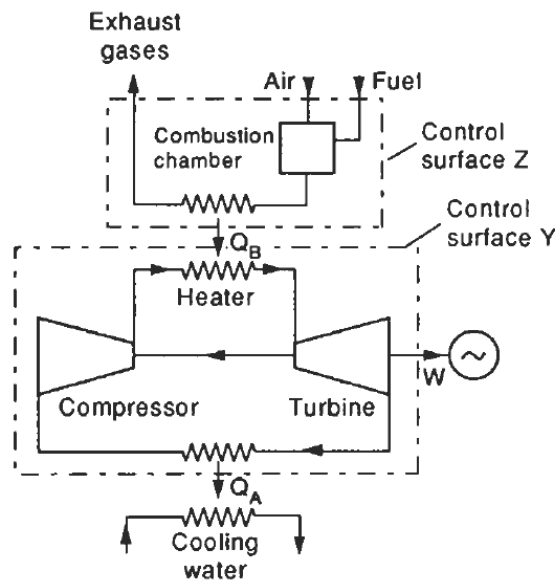 Exhaust
gases
Air
Fuel
Combustion
chamber
Control
surface Z
Control
surface Y
Q_B
Heater
Compressor
Turbine
W
~
Q_A
Cooling
water